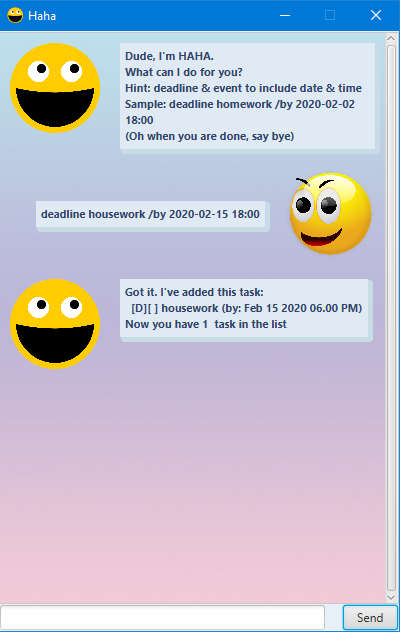 Haha
Dude, I'm HAHA.
What can I do for you?
Hint: deadline & event to include date & time
Sample: deadline homework /by 2020-02-02
18:00
(Oh when you are done, say bye)
deadline housework /by 2020-02-15 18:00
Got it. I've added this task:
[D][ ] housework (by: Feb 15 2020 06.00 PM)
Now you have 1  task in the list
Send